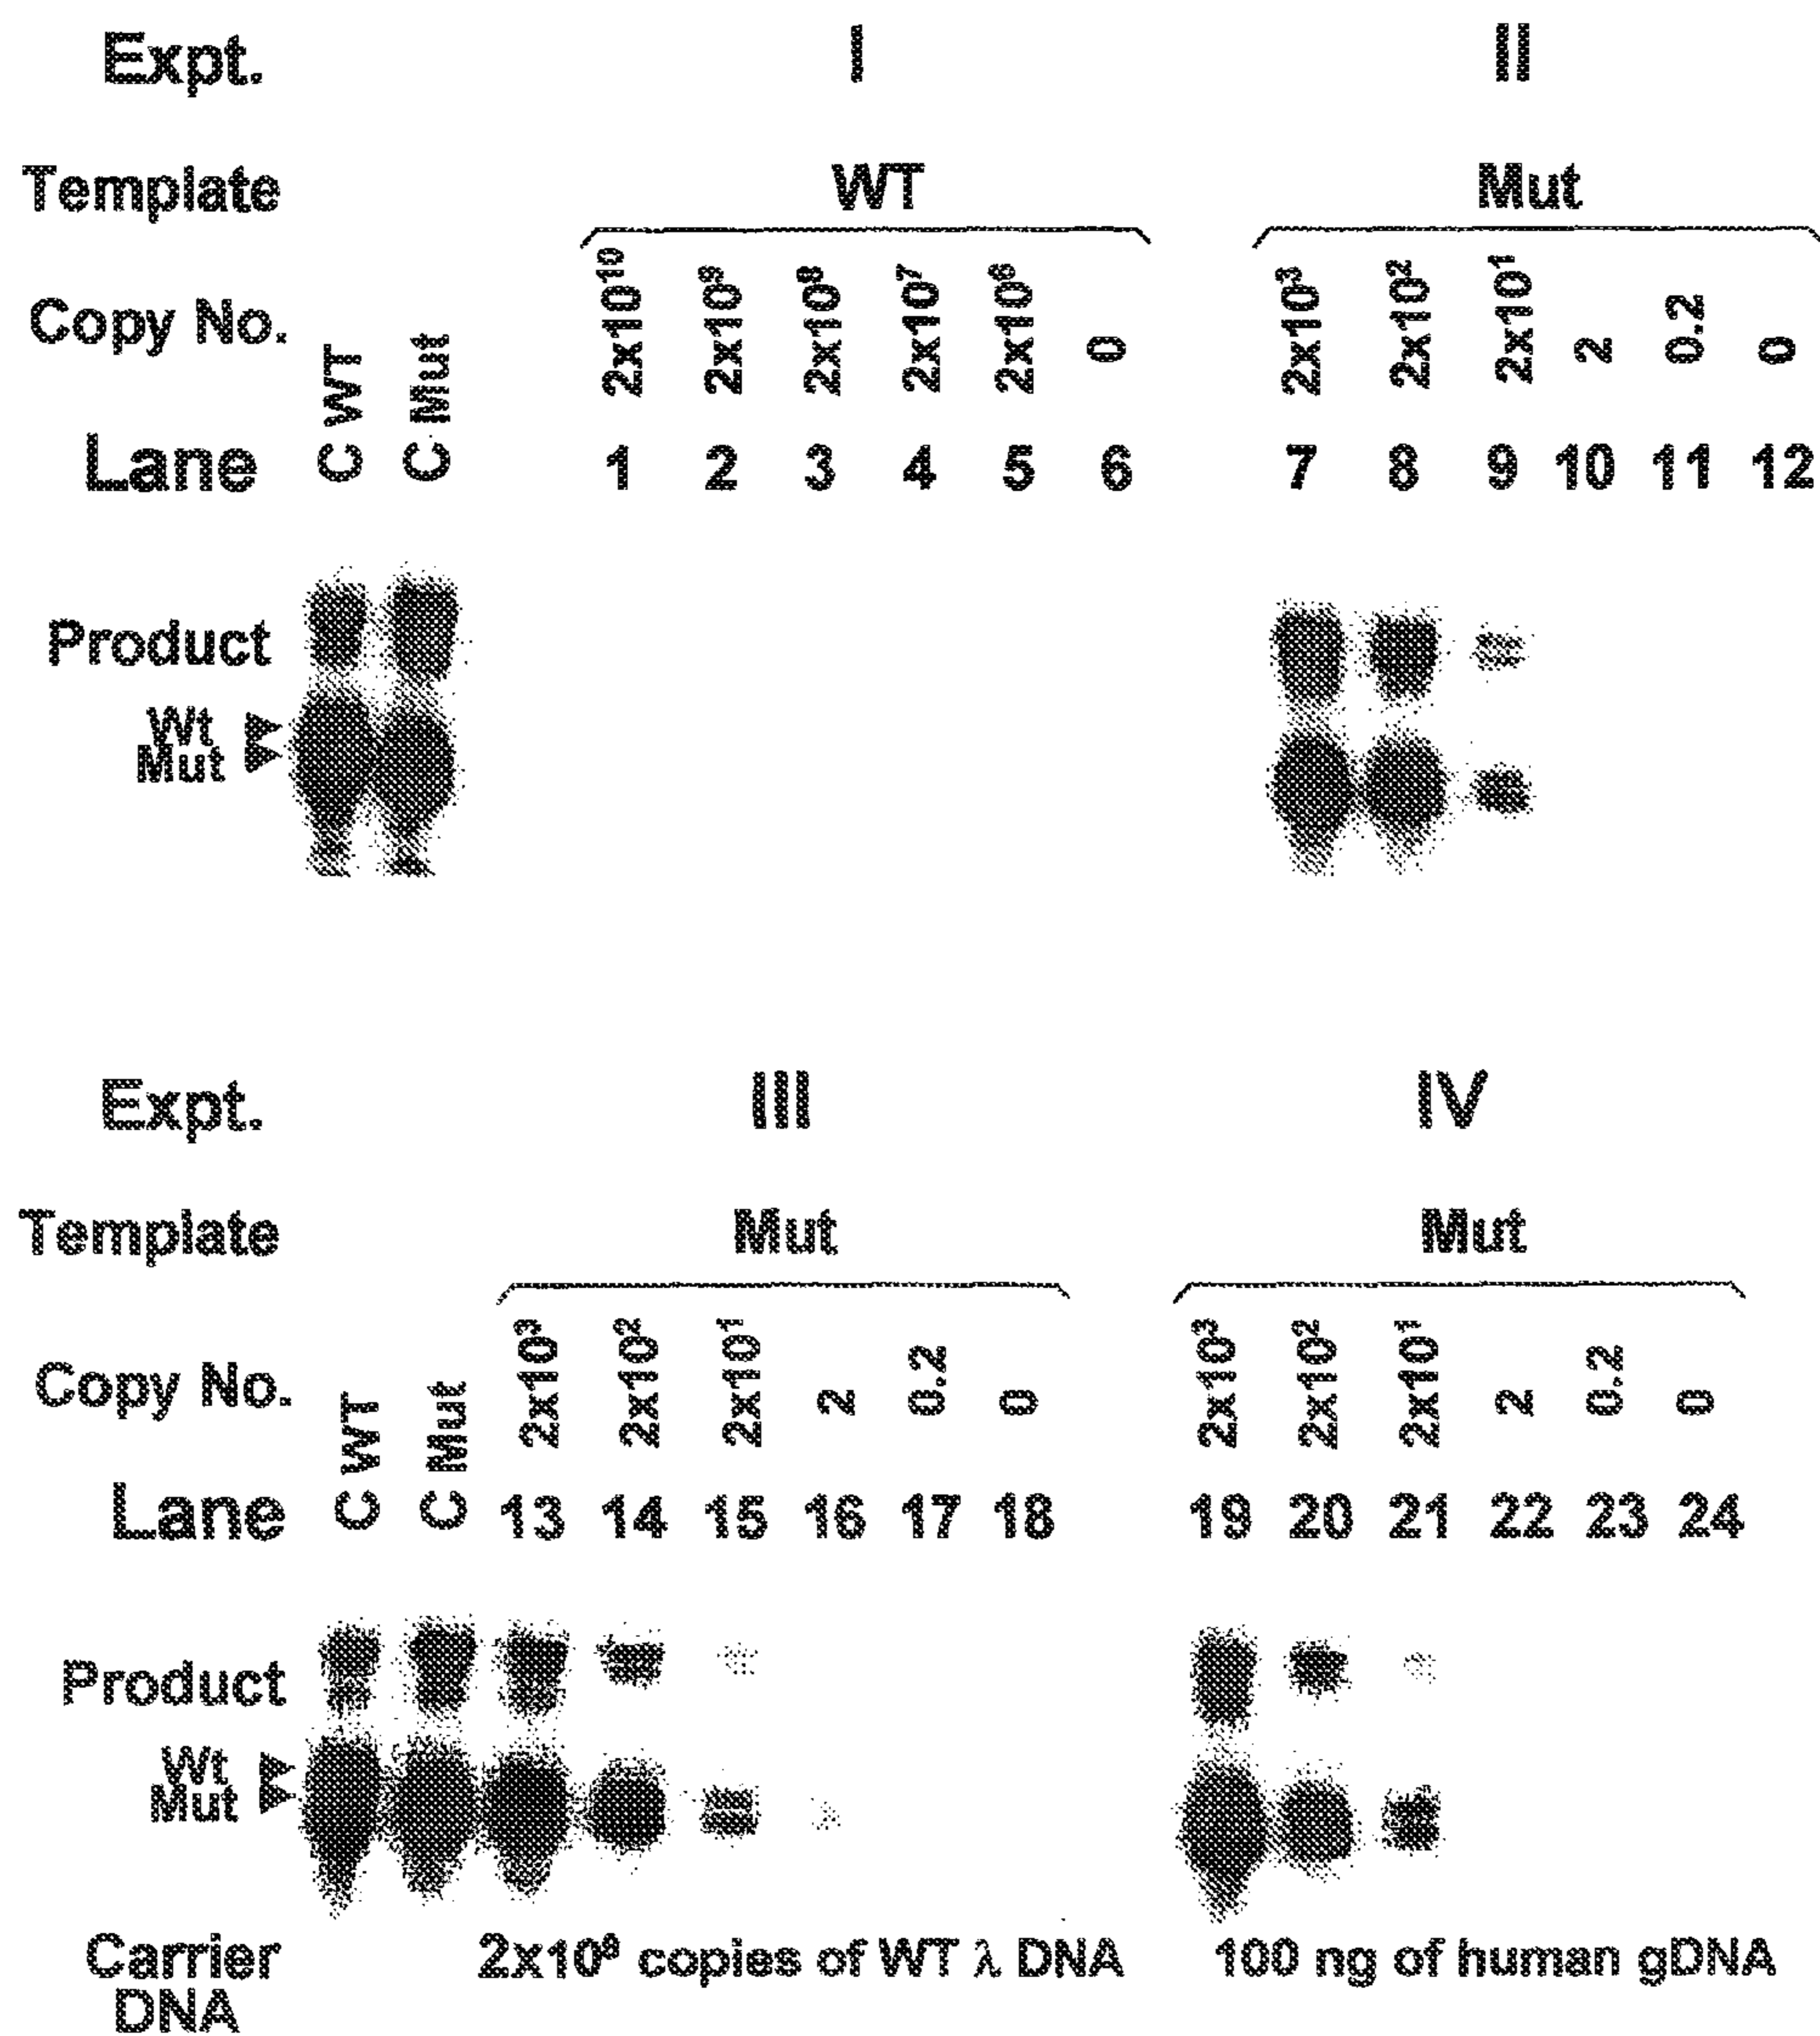 Expt. I II
Template WT Mut
Copy No. 2x10¹⁰ 2x10⁹ 2x10⁸ 2x10⁷ 2x10⁶ 0 2x10³ 2x10² 2x10¹ 2 0.2 0
Lane C WT C Mut 1 2 3 4 5 6 7 8 9 10 11 12
Product
Wt
Mut
Expt. III IV
Template Mut Mut
Copy No. 2x10³ 2x10² 2x10¹ 2 0.2 0 2x10³ 2x10² 2x10¹ 2 0.2 0
Lane C WT C Mut 13 14 15 16 17 18 19 20 21 22 23 24
Product
Wt
Mut
Carrier 2x10⁹ copies of WT λ DNA 100 ng of human gDNA
DNA